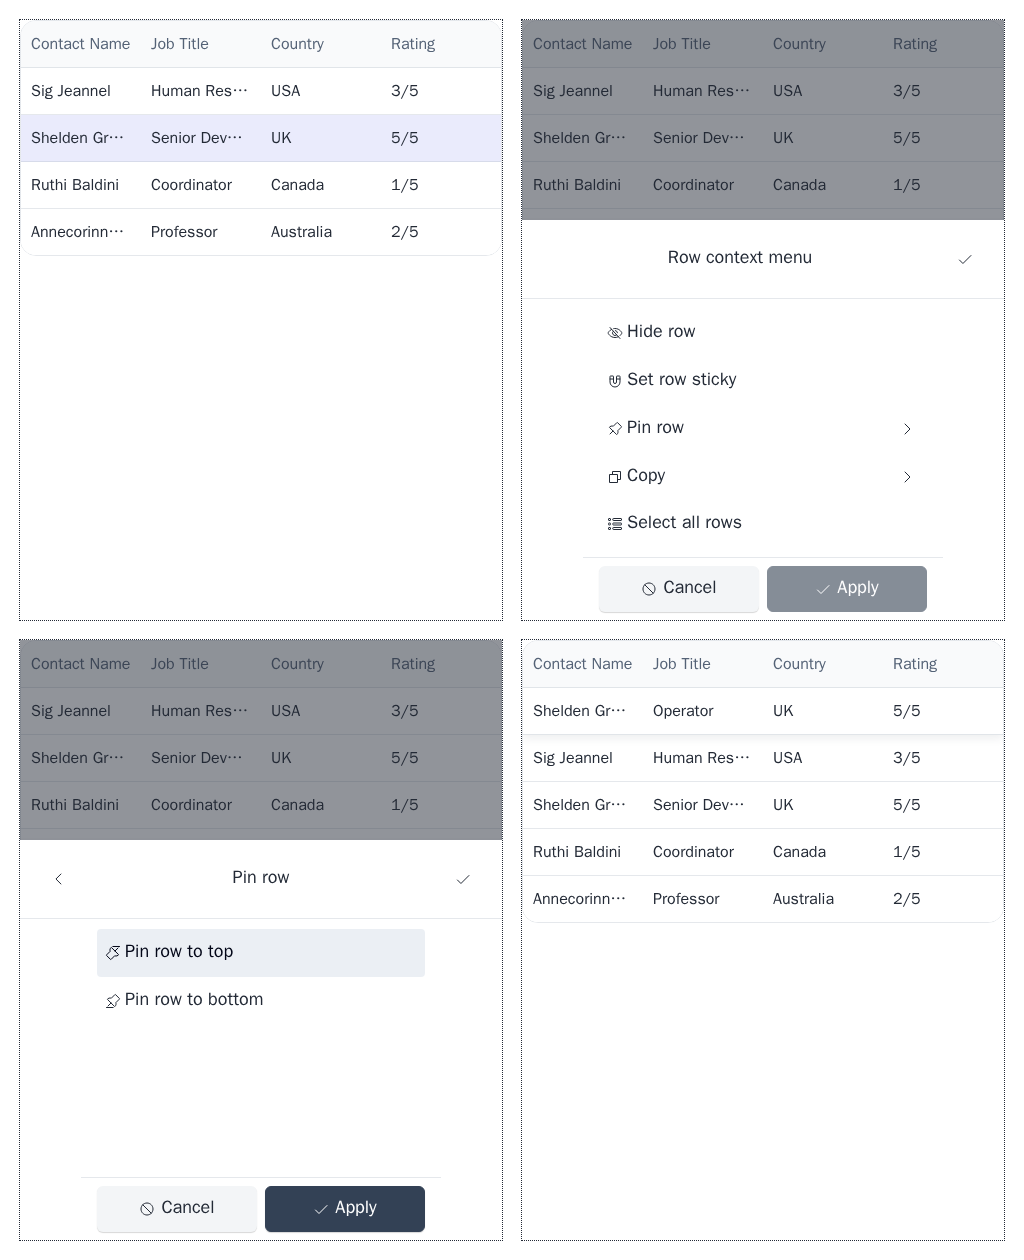 Contact Name Job Title Country Rating
Sig Jeannel Human Res··· USA 3/5
Shelden Gr··· Senior Dev··· UK 5/5
Ruthi Baldini Coordinator Canada 1/5
Annecorinn··· Professor Australia 2/5
Contact Name Job Title Country Rating
Sig Jeannel Human Res··· USA 3/5
Shelden Gr··· Senior Dev··· UK 5/5
Ruthi Baldini Coordinator Canada 1/5
Row context menu
Hide row
Set row sticky
Pin row
Copy
Select all rows
Cancel Apply
Contact Name Job Title Country Rating
Sig Jeannel Human Res··· USA 3/5
Shelden Gr··· Senior Dev··· UK 5/5
Ruthi Baldini Coordinator Canada 1/5
Pin row
Pin row to top
Pin row to bottom
Cancel Apply
Contact Name Job Title Country Rating
Shelden Gr··· Operator UK 5/5
Sig Jeannel Human Res··· USA 3/5
Shelden Gr··· Senior Dev··· UK 5/5
Ruthi Baldini Coordinator Canada 1/5
Annecorinn··· Professor Australia 2/5